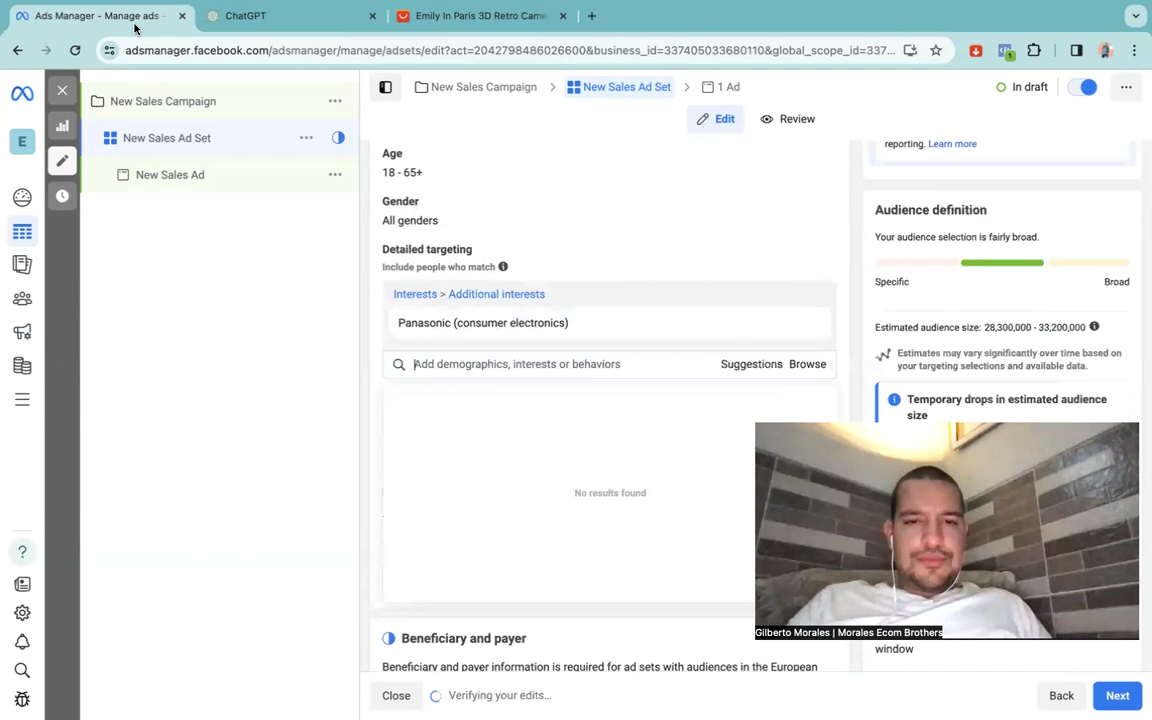 Ads Manager - Manage ads -
ChatGPT
Emily In Paris 3D Retro Came
adsmanager.facebook.com/adsmanager/manage/adsets/edit?act=2042798486026600&business_id=337405033680110&global_scope_id=337...
1
E
New Sales Campaign
New Sales Ad Set
New Sales Ad
New Sales Campaign
New Sales Ad Set
1 Ad
In draft
Edit
Review
reporting. Learn more
Age
18 - 65+
Gender
All genders
Detailed targeting
Include people who match
Interests > Additional interests
Panasonic (consumer electronics)
Add demographics, interests or behaviors
Suggestions
Browse
No results found
Audience definition
Your audience selection is fairly broad.
Specific
Broad
Estimated audience size: 28,300,000 - 33,200,000
Estimates may vary significantly over time based on
your targeting selections and available data.
Temporary drops in estimated audience
size
Gilberto Morales | Morales Ecom Brothers
window
Beneficiary and payer
Beneficiary and payer information is required for ad sets with audiences in the European
Close
Verifying your edits...
Back
Next